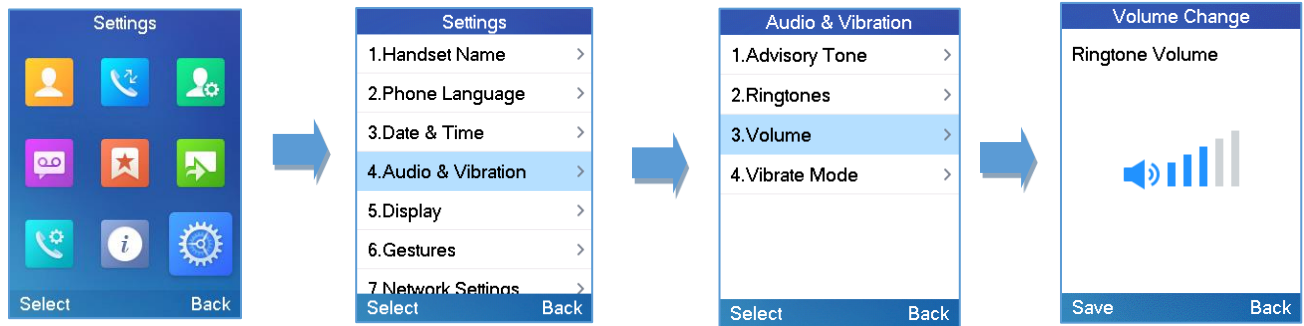 Settings
Select Back
Settings
1.Handset Name
2.Phone Language
3.Date & Time
4.Audio & Vibration
5.Display
6.Gestures
7.Network Settings
Select Back
Audio & Vibration
1.Advisory Tone
2.Ringtones
3.Volume
4.Vibrate Mode
Select Back
Volume Change
Ringtone Volume
Save Back